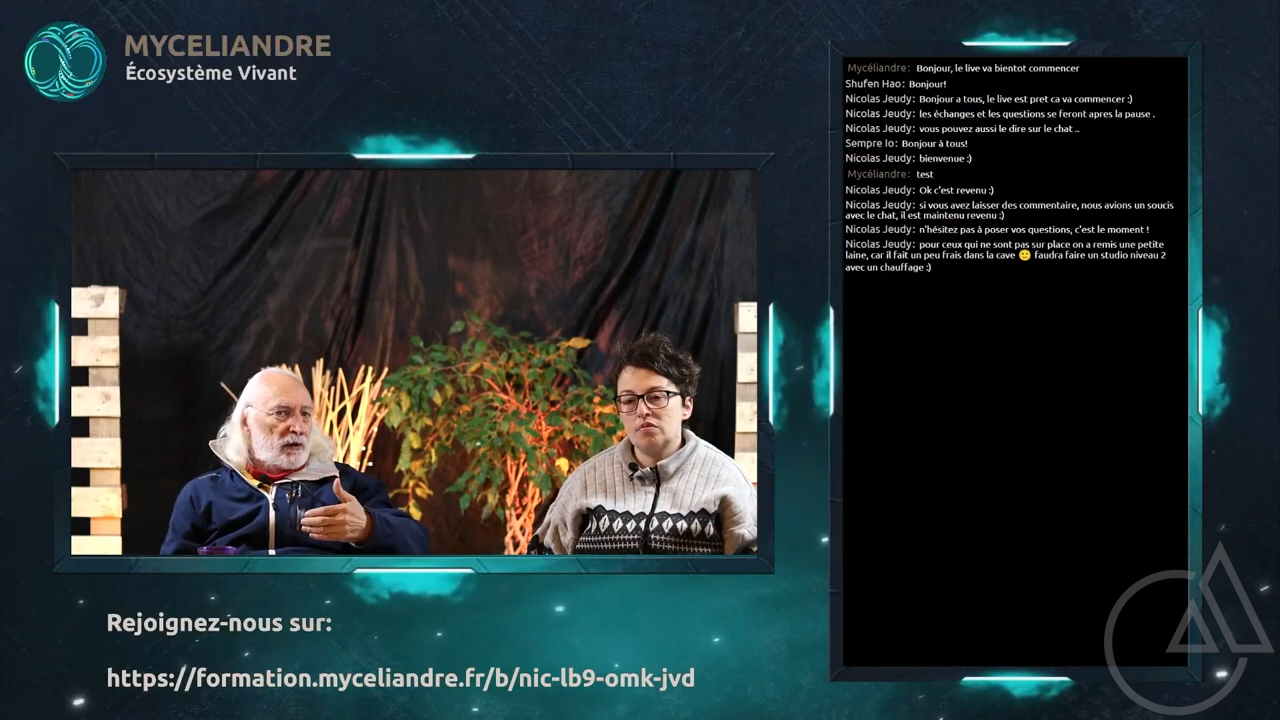 MYCELIANDRE
Écosystème Vivant
Mycéliandre: Bonjour, le live va bientot commencer
Shufen Hao: Bonjour!
Nicolas Jeudy: Bonjour a tous, le live est pret ca va commencer :)
Nicolas Jeudy: les échanges et les questions se feront apres la pause .
Nicolas Jeudy: vous pouvez aussi le dire sur le chat ..
Sempre Io: Bonjour à tous!
Nicolas Jeudy: bienvenue :)
Mycéliandre: test
Nicolas Jeudy: Ok c'est revenu :)
Nicolas Jeudy: si vous avez laisser des commentaire, nous avions un soucis
avec le chat, il est maintenu revenu :)
Nicolas Jeudy: n'hésitez pas à poser vos questions, c'est le moment !
Nicolas Jeudy: pour ceux qui ne sont pas sur place on a remis une petite
laine, car il fait un peu frais dans la cave 🙂 faudra faire un studio niveau 2
avec un chauffage :)
Rejoignez-nous sur:
https://formation.myceliandre.fr/b/nic-lb9-omk-jvd